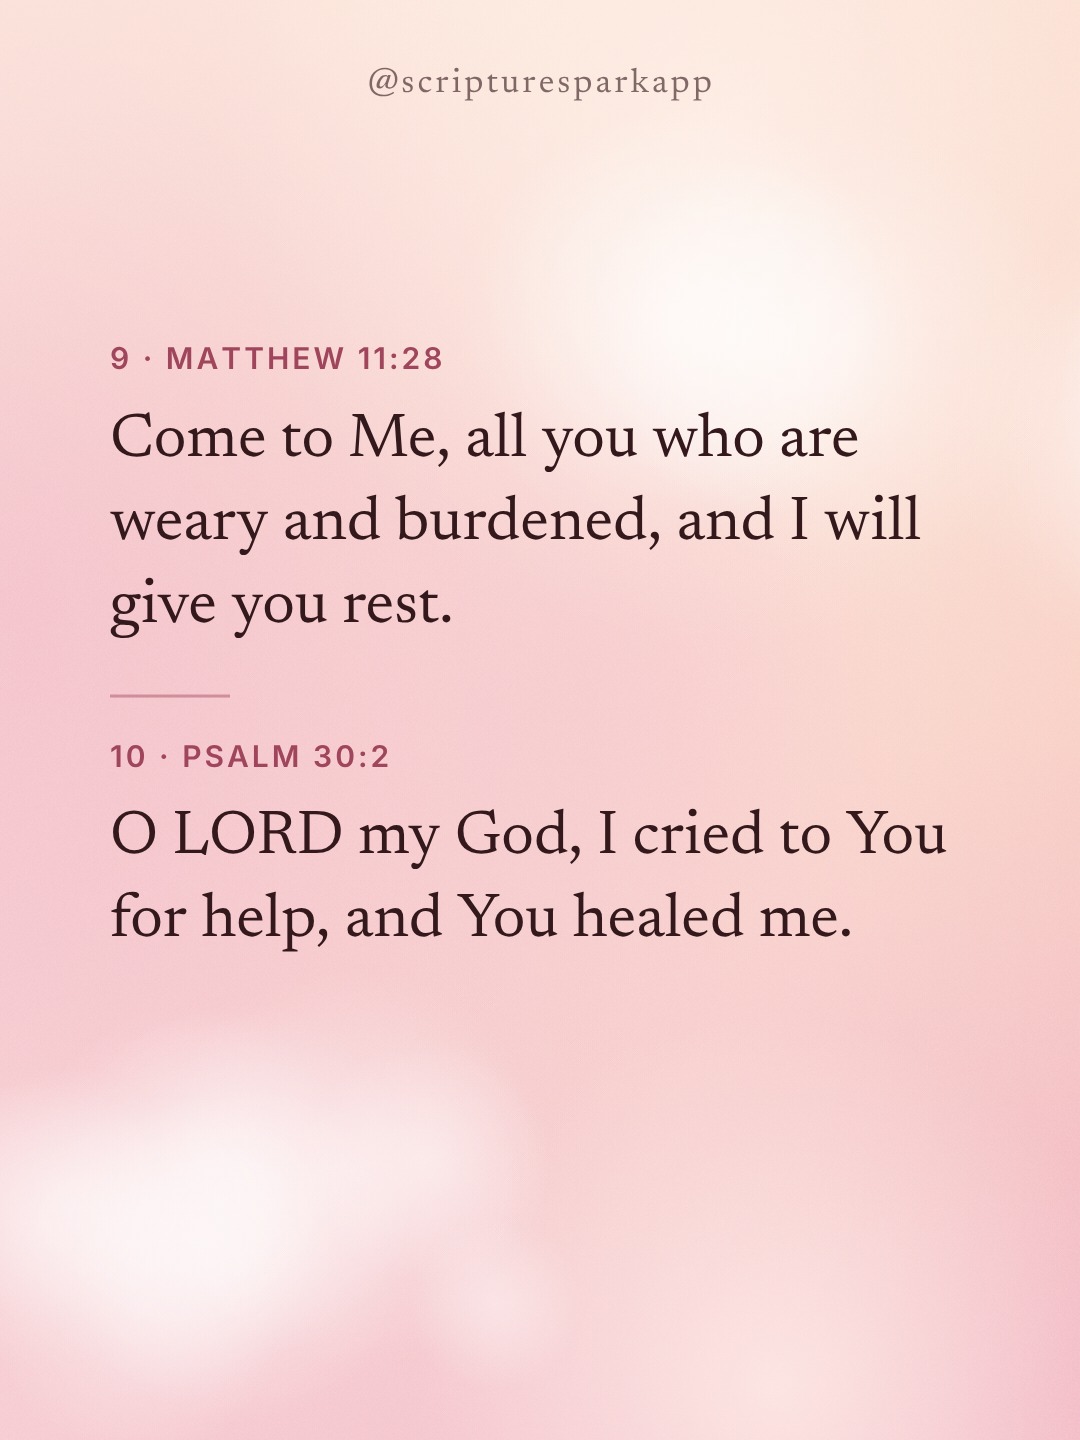 @scripturesparkapp
9 · MATTHEW 11:28
Come to Me, all you who are
weary and burdened, and I will
give you rest.
10 · PSALM 30:2
O LORD my God, I cried to You
for help, and You healed me.